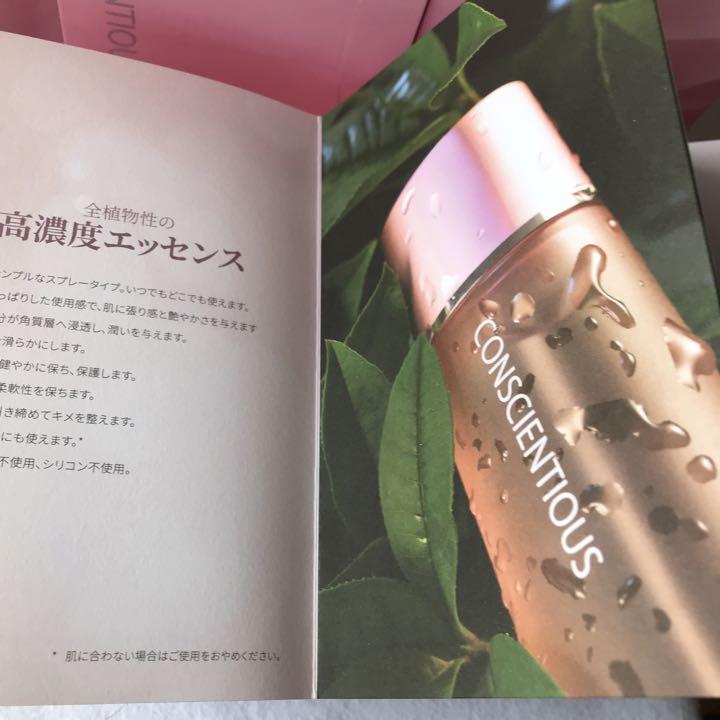 NTIOU
全植物性の
高濃度エッセンス
ンプルなスプレータイプ。いつでもどこでも使えます。
っぱりした使用感で、肌に張り感と艶やかさを与えます
分が角質層へ浸透し、潤いを与えます。
滑らかにします。
健やかに保ち、保護します。
柔軟性を保ちます。
き締めてキメを整えます。
にも使えます。*
不使用、シリコン不使用。
* 肌に合わない場合はご使用をおやめください。
CONSCIENTIOUS